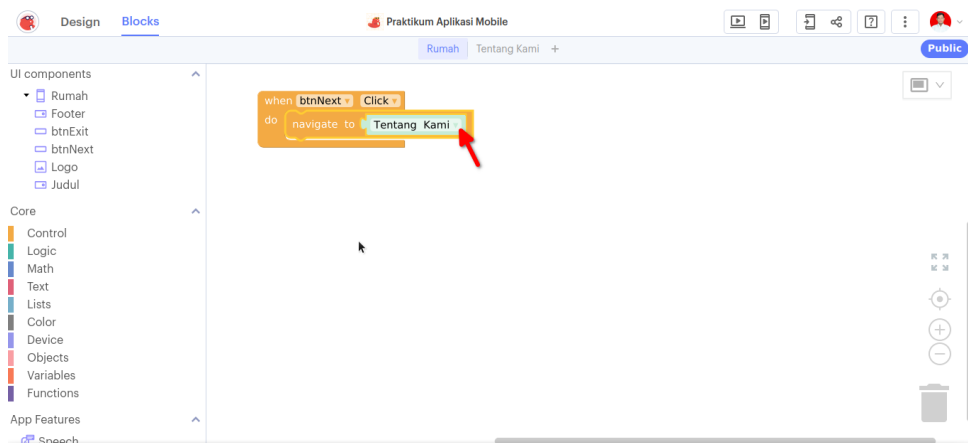 Design Blocks Praktikum Aplikasi Mobile
Rumah Tentang Kami +
Public
UI components
Rumah
Footer
btnExit
btnNext
Logo
Judul
Core
Control
Logic
Math
Text
Lists
Color
Device
Objects
Variables
Functions
App Features
Speech
when btnNext Click
do navigate to Tentang Kami